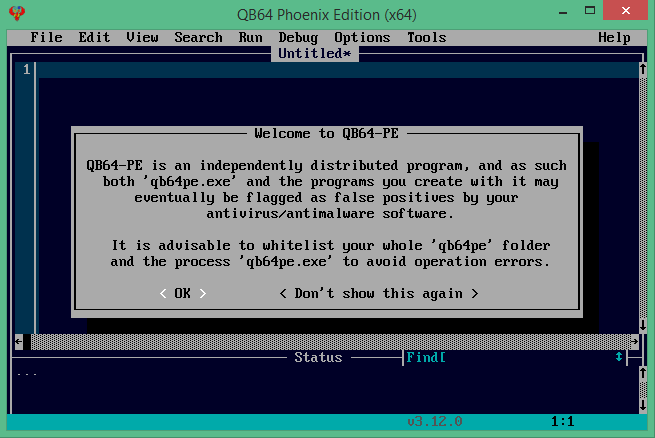 QB64 Phoenix Edition (x64)
File Edit View Search Run Debug Options Tools Help
Untitled*
1
Welcome to QB64-PE
QB64-PE is an independently distributed program, and as such
both 'qb64pe.exe' and the programs you create with it may
eventually be flagged as false positives by your
antivirus/antimalware software.
It is advisable to whitelist your whole 'qb64pe' folder
and the process 'qb64pe.exe' to avoid operation errors.
< OK > < Don't show this again >
Status Find[
...
v3.12.0 1:1